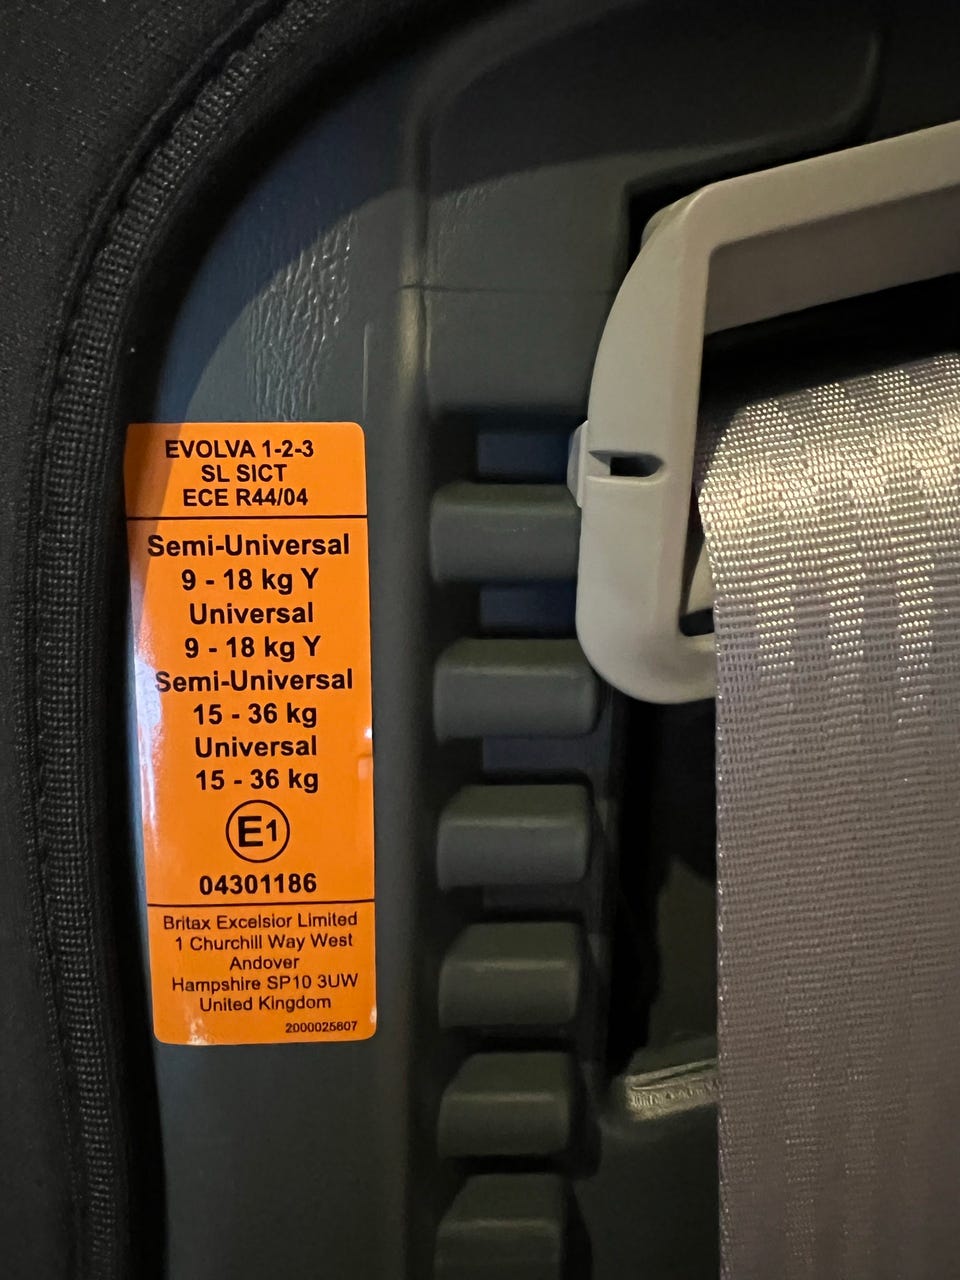 EVOLVA 1-2-3
SL SICT
ECE R44/04
Semi-Universal
9 - 18 kg Y
Universal
9 - 18 kg Y
Semi-Universal
15 - 36 kg
Universal
15 - 36 kg
E1
04301186
Britax Excelsior Limited
1 Churchill Way West
Andover
Hampshire SP10 3UW
United Kingdom
2000025807